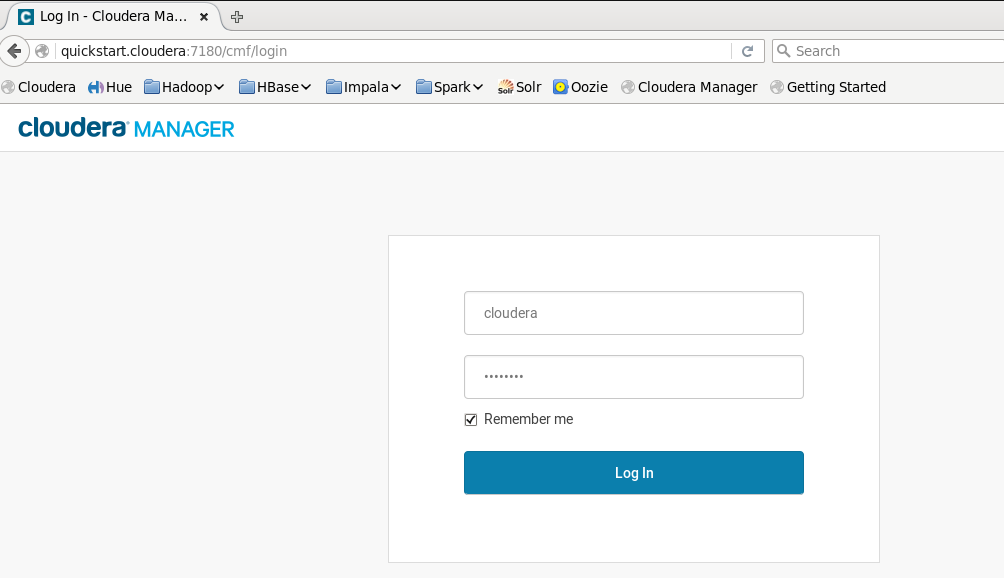 Log In - Cloudera Ma...
quickstart.cloudera:7180/cmf/login
Search
Cloudera Hue Hadoop HBase Impala Spark Solr Solr Oozie Cloudera Manager Getting Started
cloudera MANAGER
cloudera
••••••••
Remember me
Log In